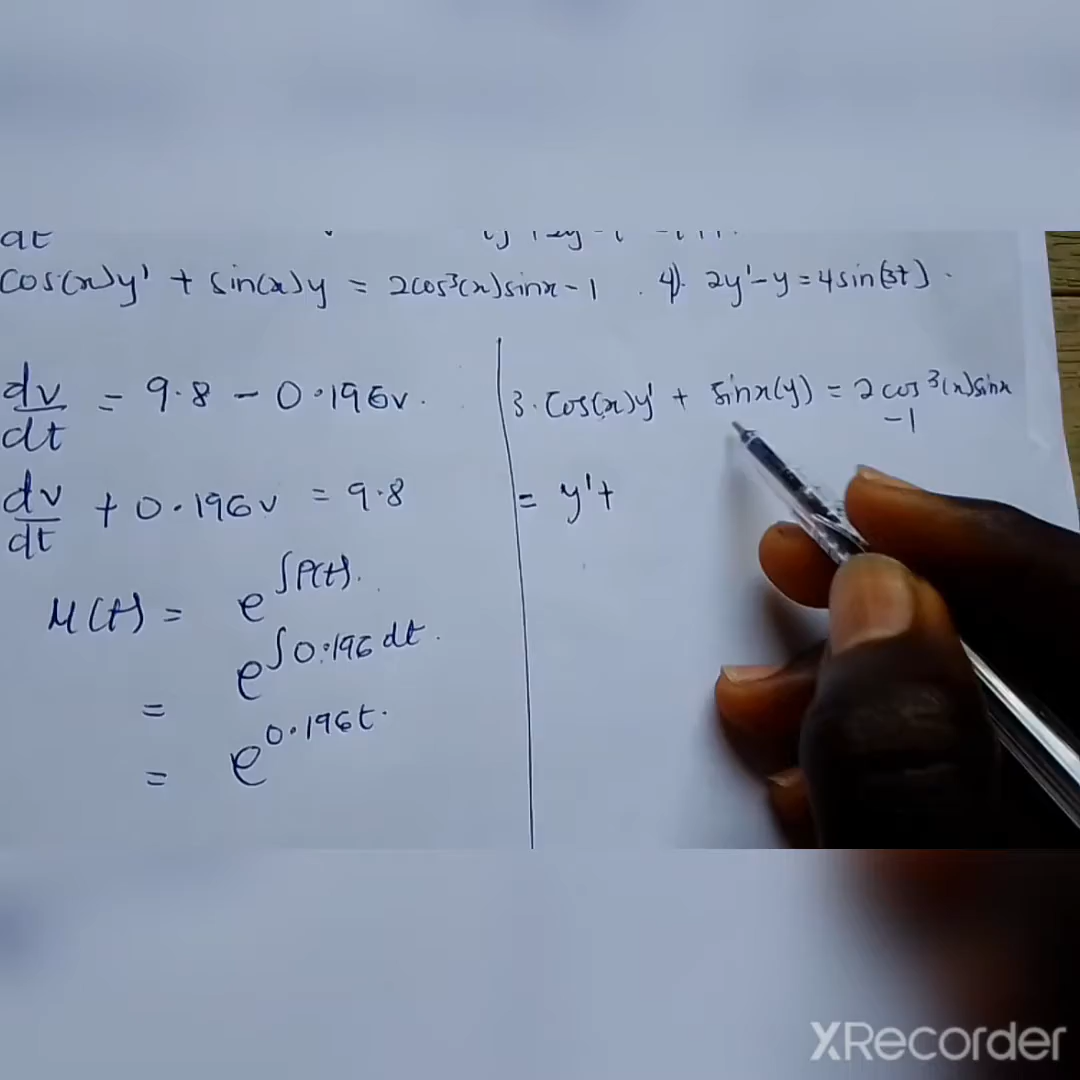 dt
cos(x)y' + sin(x)y = 2cos³(x)sinx - 1 . 4). 2y' - y = 4sin(3t) .
dv/dt = 9.8 - 0.196v.
dv/dt + 0.196v = 9.8
M(t) = e^∫P(t).
= e^∫0.196 dt.
= e^0.196t.
3. cos(x)y' + sinx(y) = 2cos³(x)sinx
-1
= y' +
XRecorder